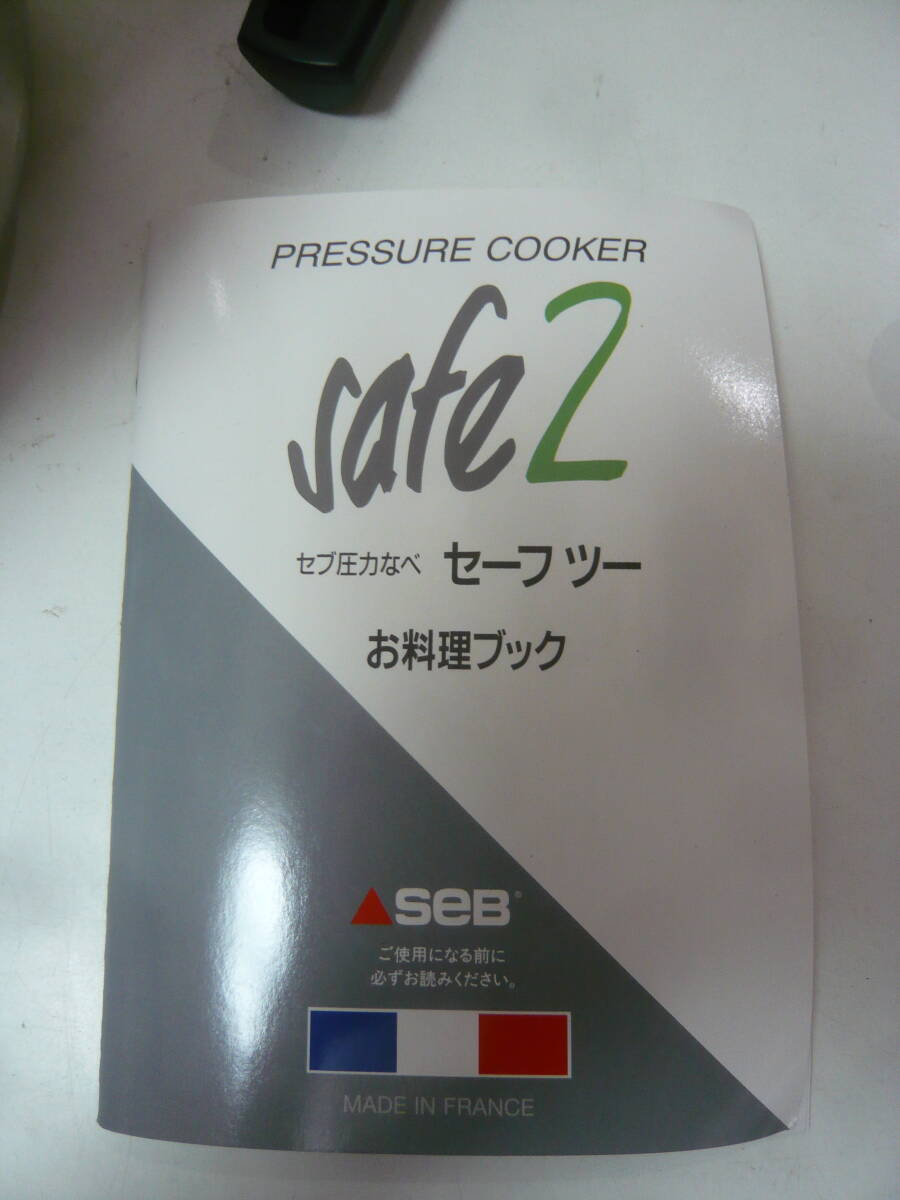 PRESSURE COOKER
safe2
セブ圧力なべ セーフツー
お料理ブック
SEB®
ご使用になる前に
必ずお読みください。
MADE IN FRANCE